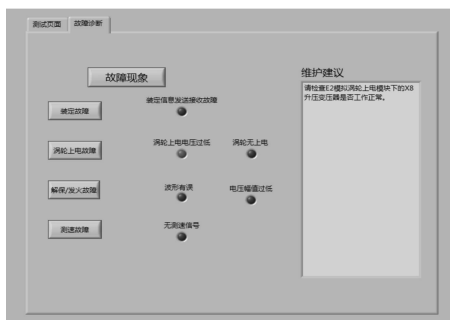 测试页面 故障诊断
故障现象
维护建议
请检查E2模拟涡轮上电模块下的X8
升压变压器是否工作正常。
装定故障
装定信息发送接收故障
涡轮上电故障
涡轮上电电压过低
涡轮无上电
解保/发火故障
波形有误
电压幅值过低
测速故障
无测速信号